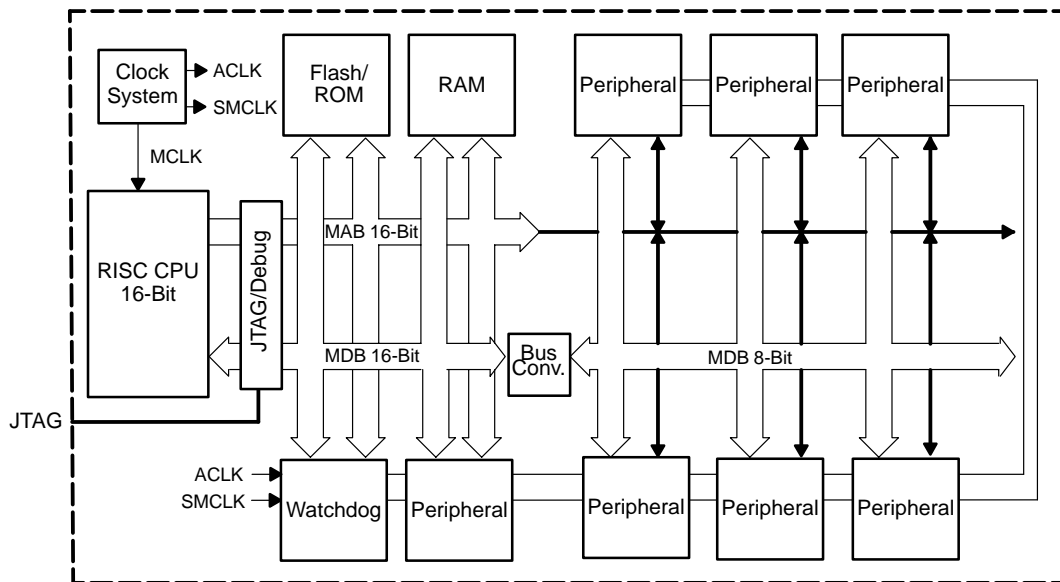 Clock
System
ACLK
SMCLK
Flash/
ROM
RAM
Peripheral
Peripheral
Peripheral
MCLK
RISC CPU
16-Bit
JTAG/Debug
MAB 16-Bit
MDB 16-Bit
Bus
Conv.
MDB 8-Bit
JTAG
ACLK
SMCLK
Watchdog
Peripheral
Peripheral
Peripheral
Peripheral